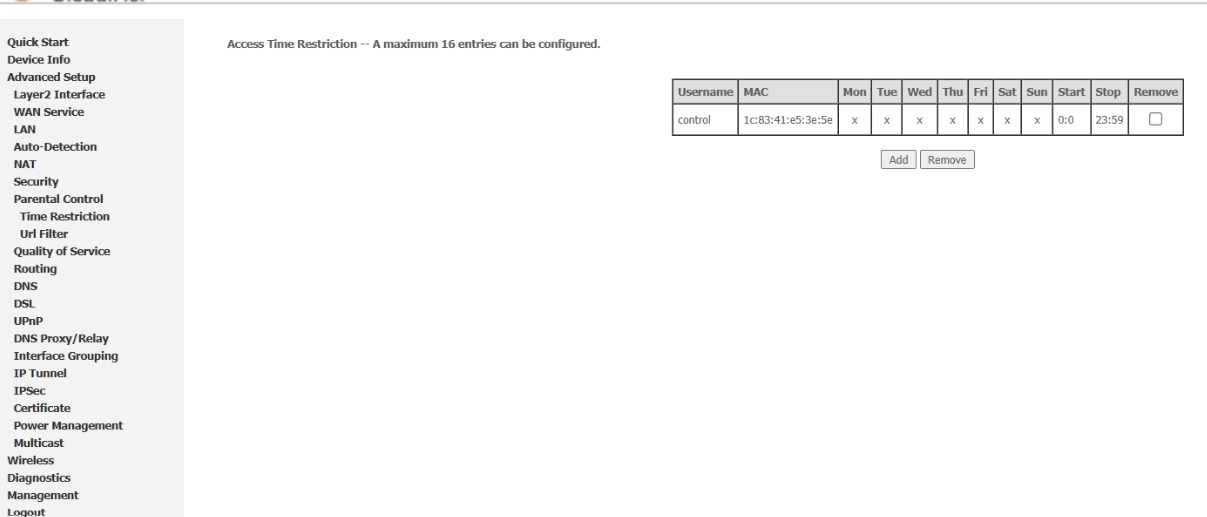 Quick Start
Device Info
Advanced Setup
Layer2 Interface
WAN Service
LAN
Auto-Detection
NAT
Security
Parental Control
Time Restriction
Url Filter
Quality of Service
Routing
DNS
DSL
UPnP
DNS Proxy/Relay
Interface Grouping
IP Tunnel
IPSec
Certificate
Power Management
Multicast
Wireless
Diagnostics
Management
Logout
Access Time Restriction -- A maximum 16 entries can be configured.
Username MAC Mon Tue Wed Thu Fri Sat Sun Start Stop Remove
control 1c:83:41:e5:3e:5e x x x x x x x 0:0 23:59
Add Remove